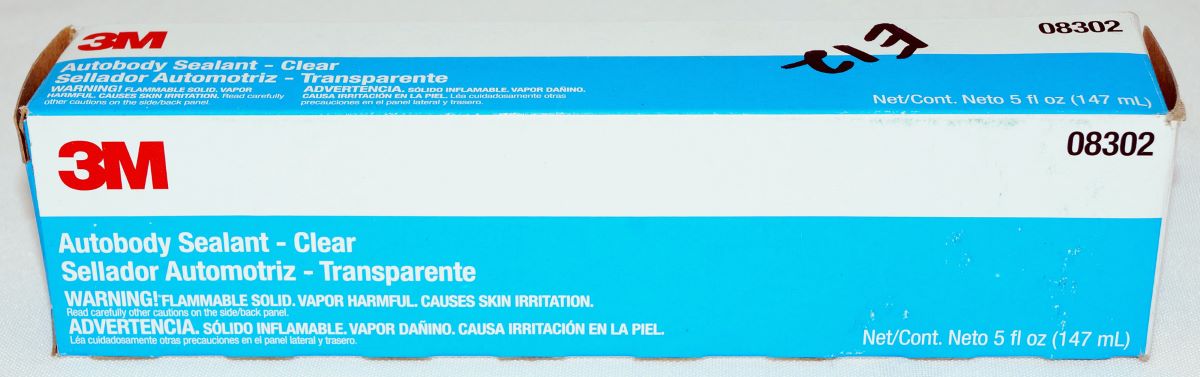 3M
08302
E13
Autobody Sealant - Clear
Sellador Automotriz - Transparente
WARNING! FLAMMABLE SOLID. VAPOR
HARMFUL. CAUSES SKIN IRRITATION. Read carefully
other cautions on the side/back panel.
ADVERTENCIA. SÓLIDO INFLAMABLE. VAPOR DAÑINO.
CAUSA IRRITACIÓN EN LA PIEL. Léa cuidadosamente otras
precauciones en el panel lateral y trasero.
Net/Cont. Neto 5 fl oz (147 mL)
3M
08302
Autobody Sealant - Clear
Sellador Automotriz - Transparente
WARNING! FLAMMABLE SOLID. VAPOR HARMFUL. CAUSES SKIN IRRITATION.
Read carefully other cautions on the side/back panel.
ADVERTENCIA. SÓLIDO INFLAMABLE. VAPOR DAÑINO. CAUSA IRRITACIÓN EN LA PIEL.
Léa cuidadosamente otras precauciones en el panel lateral y trasero.
Net/Cont. Neto 5 fl oz (147 mL)